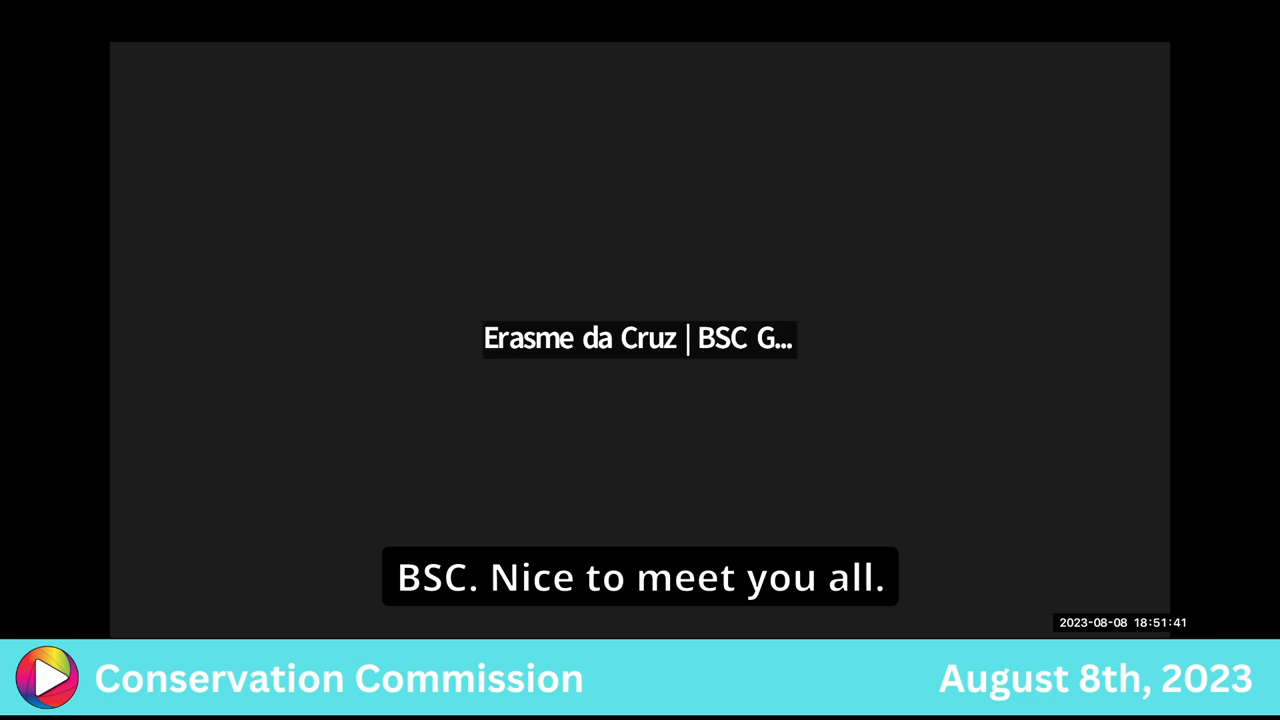 Erasme da Cruz | BSC G...
BSC. Nice to meet you all.
2023-08-08 18:51:41
Conservation Commission
August 8th, 2023